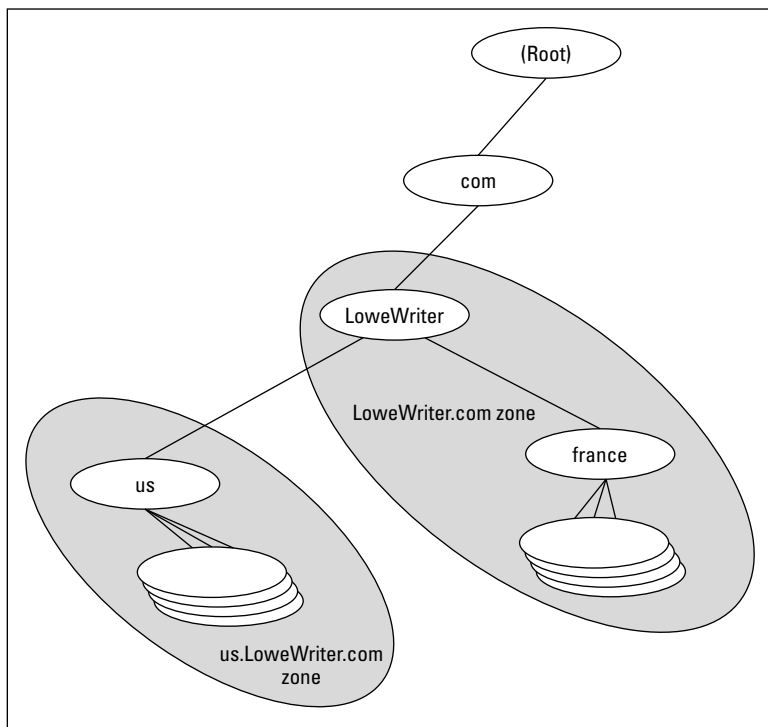 (Root)
com
LoweWriter
LoweWriter.com zone
france
us
us.LoweWriter.com
zone